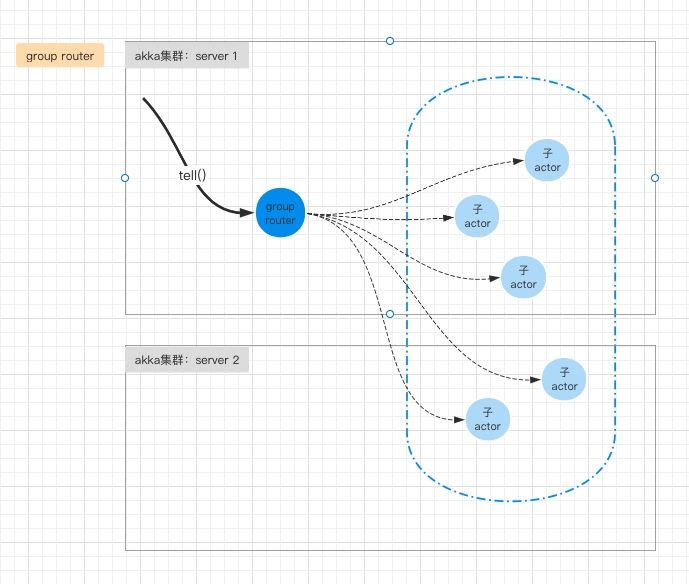 group router
akka集群：server 1
tell()
group
router
子
actor
子
actor
子
actor
akka集群：server 2
子
actor
子
actor